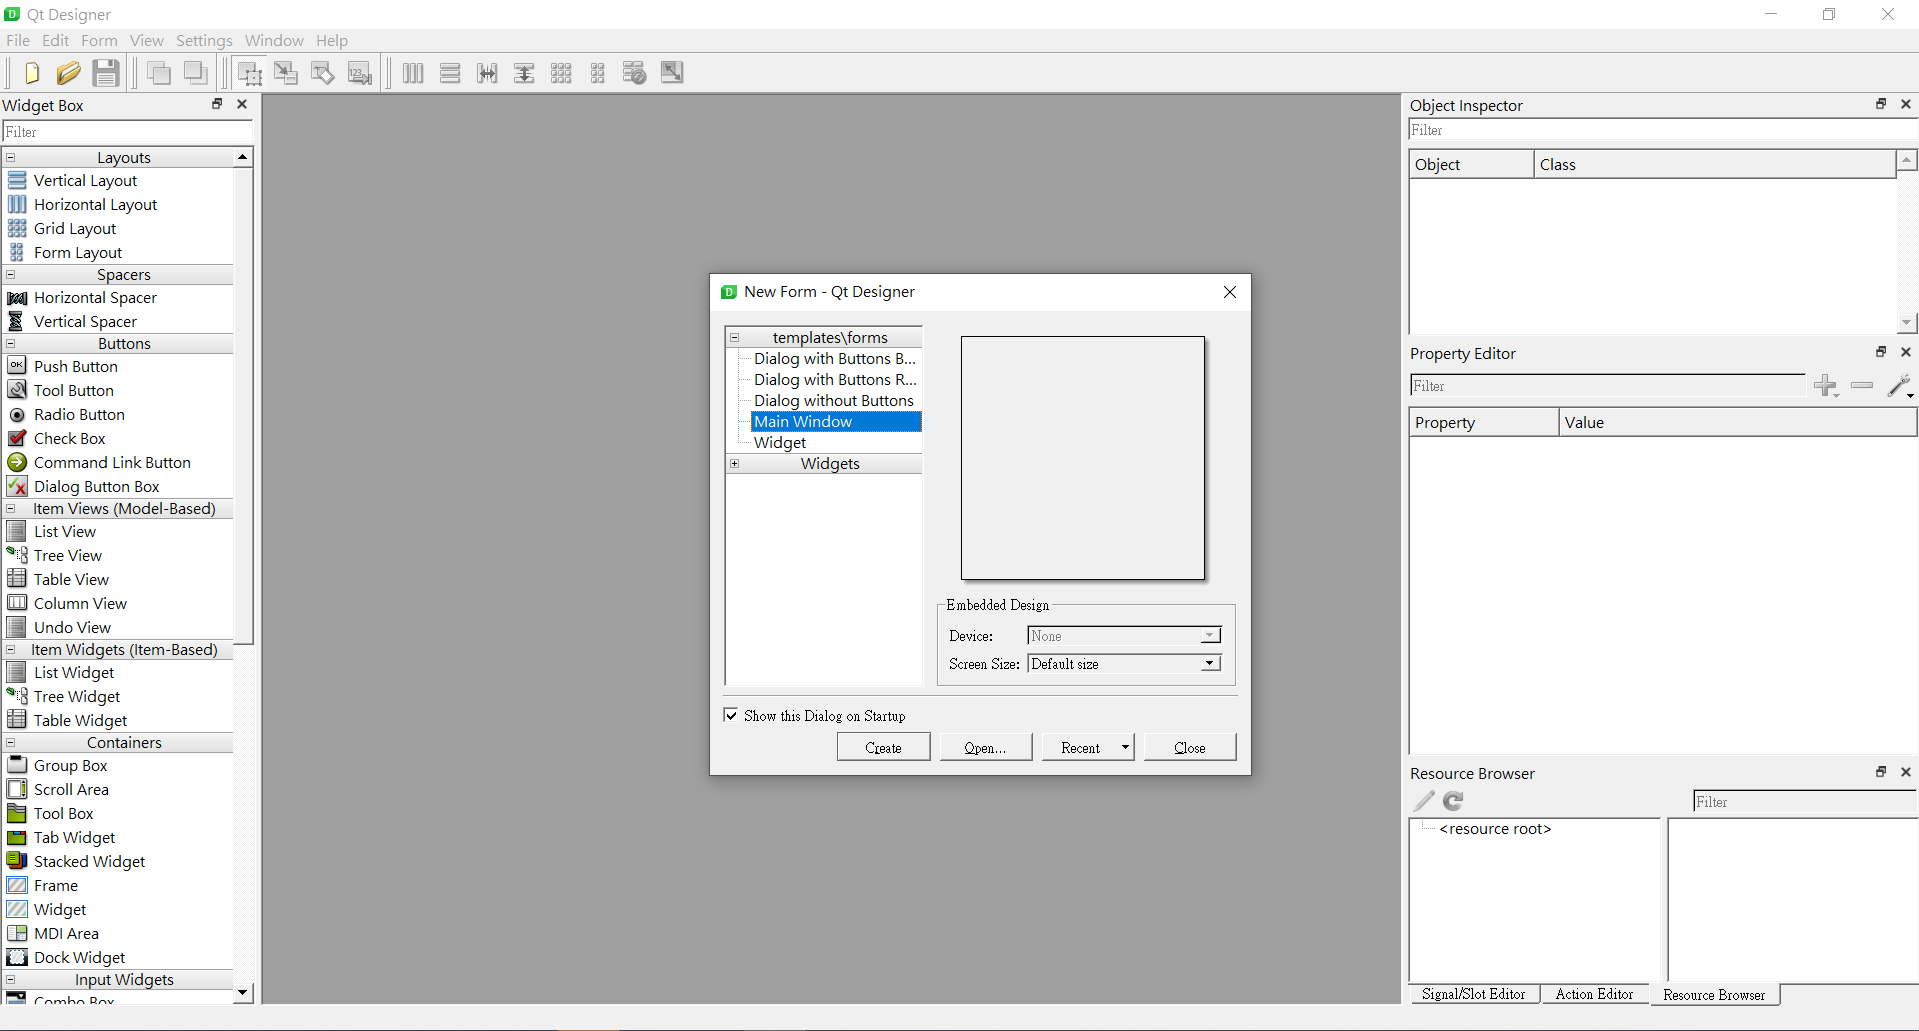 Qt Designer
File Edit Form View Settings Window Help
Widget Box
Filter
Layouts
Vertical Layout
Horizontal Layout
Grid Layout
Form Layout
Spacers
Horizontal Spacer
Vertical Spacer
Buttons
Push Button
Tool Button
Radio Button
Check Box
Command Link Button
Dialog Button Box
Item Views (Model-Based)
List View
Tree View
Table View
Column View
Undo View
Item Widgets (Item-Based)
List Widget
Tree Widget
Table Widget
Containers
Group Box
Scroll Area
Tool Box
Tab Widget
Stacked Widget
Frame
Widget
MDI Area
Dock Widget
Input Widgets
Combo Box
New Form - Qt Designer
templates\forms
Dialog with Buttons B...
Dialog with Buttons R...
Dialog without Buttons
Main Window
Widget
Widgets
Embedded Design
Device: None
Screen Size: Default size
Show this Dialog on Startup
Create Open... Recent Close
Object Inspector
Filter
Object Class
Property Editor
Filter
Property Value
Resource Browser
Filter
<resource root>
Signal/Slot Editor Action Editor Resource Browser